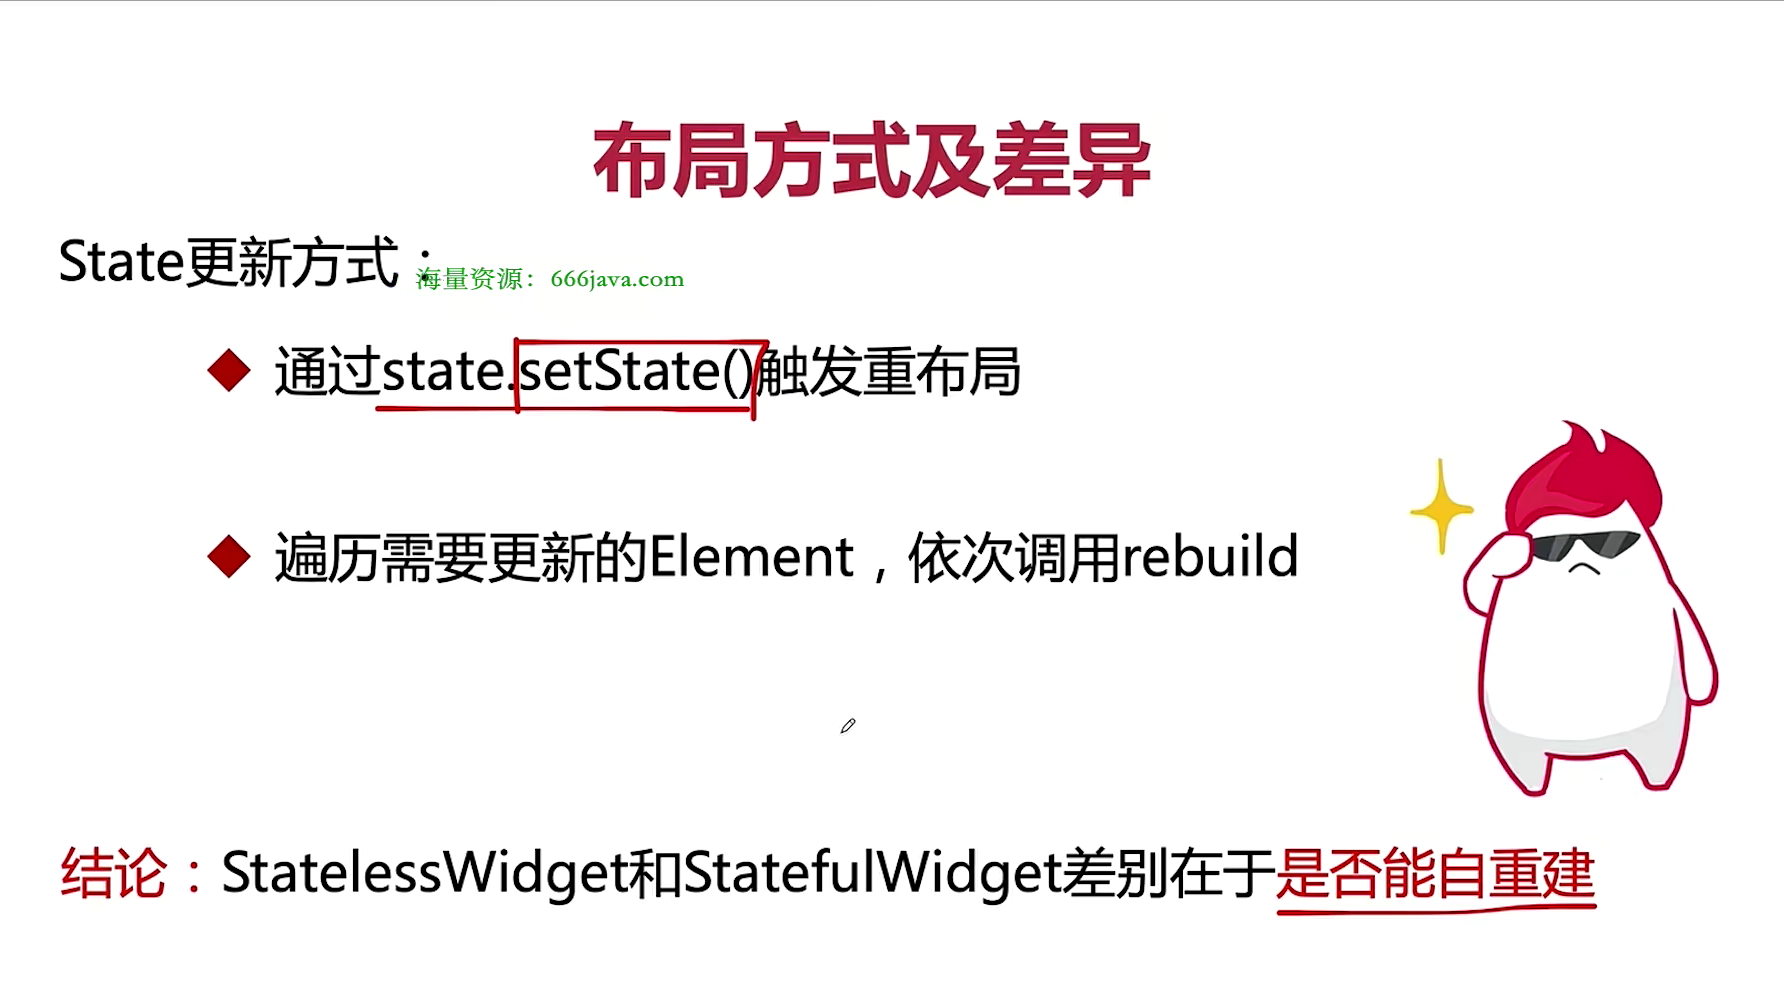 布局方式及差异
State更新方式：
海量资源：666java.com
通过state.setState()触发重布局
遍历需要更新的Element，依次调用rebuild
结论：StatelessWidget和StatefulWidget差别在于是否能自重建